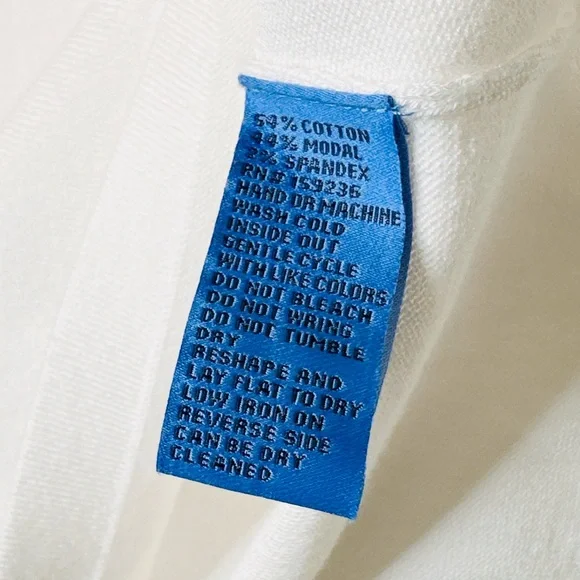 54% COTTON
44% MODAL
2% SPANDEX
RN# 159236
HAND OR MACHINE
WASH COLD
INSIDE OUT
GENTLE CYCLE
WITH LIKE COLORS
DO NOT BLEACH
DO NOT WRING
DO NOT TUMBLE
DRY
RESHAPE AND
LAY FLAT TO DRY
LOW IRON ON
REVERSE SIDE
CAN BE DRY
CLEANED